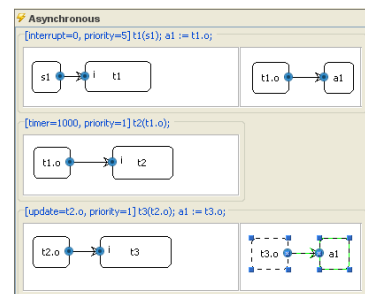 Asynchronous
[interrupt=0, priority=5] t1(s1); a1 := t1.o;
s1 i t1 t1.o a1
[timer=1000, priority=1] t2(t1.o);
t1.o i t2
[update=t2.o, priority=1] t3(t2.o); a1 := t3.o;
t2.o i t3 t3.o a1